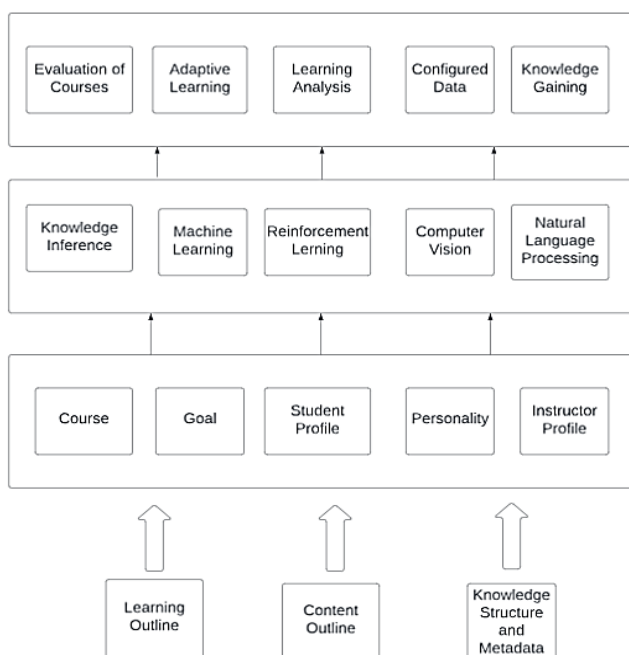 Evaluation of
Courses
Adaptive
Learning
Learning
Analysis
Configured
Data
Knowledge
Gaining
Knowledge
Inference
Machine
Learning
Reinforcement
Lerning
Computer
Vision
Natural
Language
Processing
Course
Goal
Student
Profile
Personality
Instructor
Profile
Learning
Outline
Content
Outline
Knowledge
Structure
and
Metadata